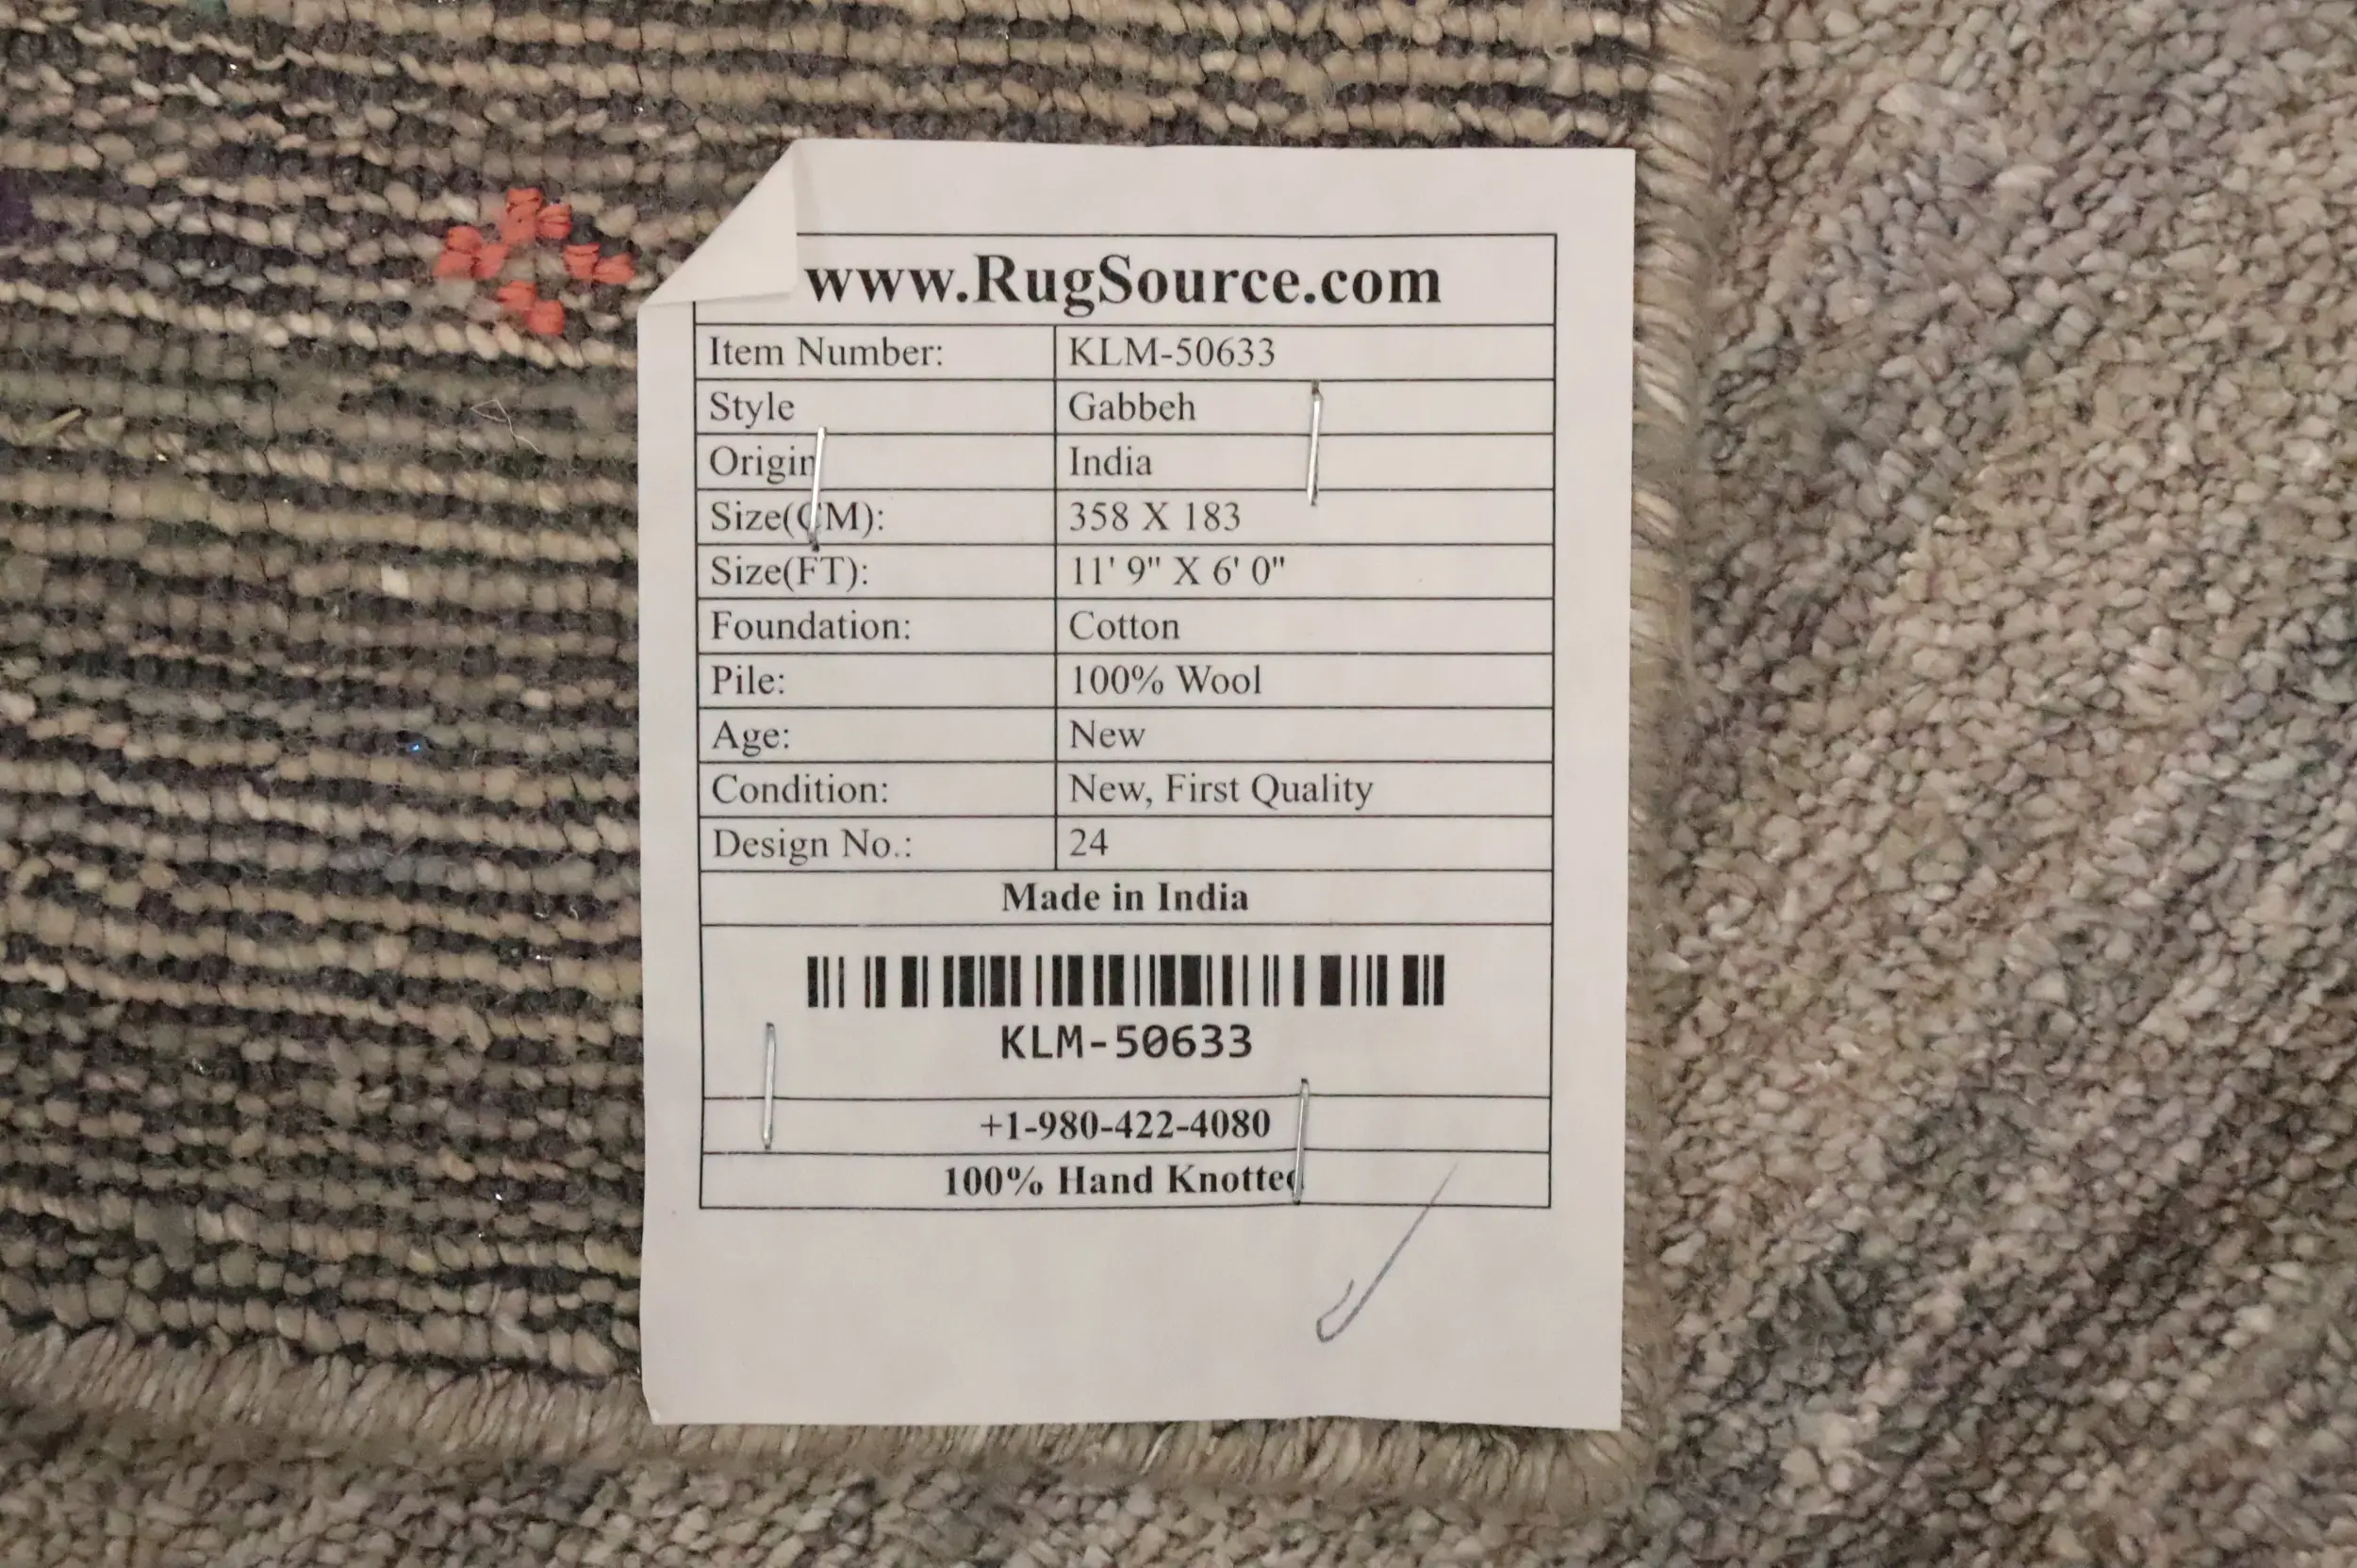 www.RugSource.com
Item Number: KLM-50633
Style Gabbeh
Origin India
Size(CM): 358 X 183
Size(FT): 11' 9" X 6' 0"
Foundation: Cotton
Pile: 100% Wool
Age: New
Condition: New, First Quality
Design No.: 24
Made in India
KLM-50633
+1-980-422-4080
100% Hand Knotted